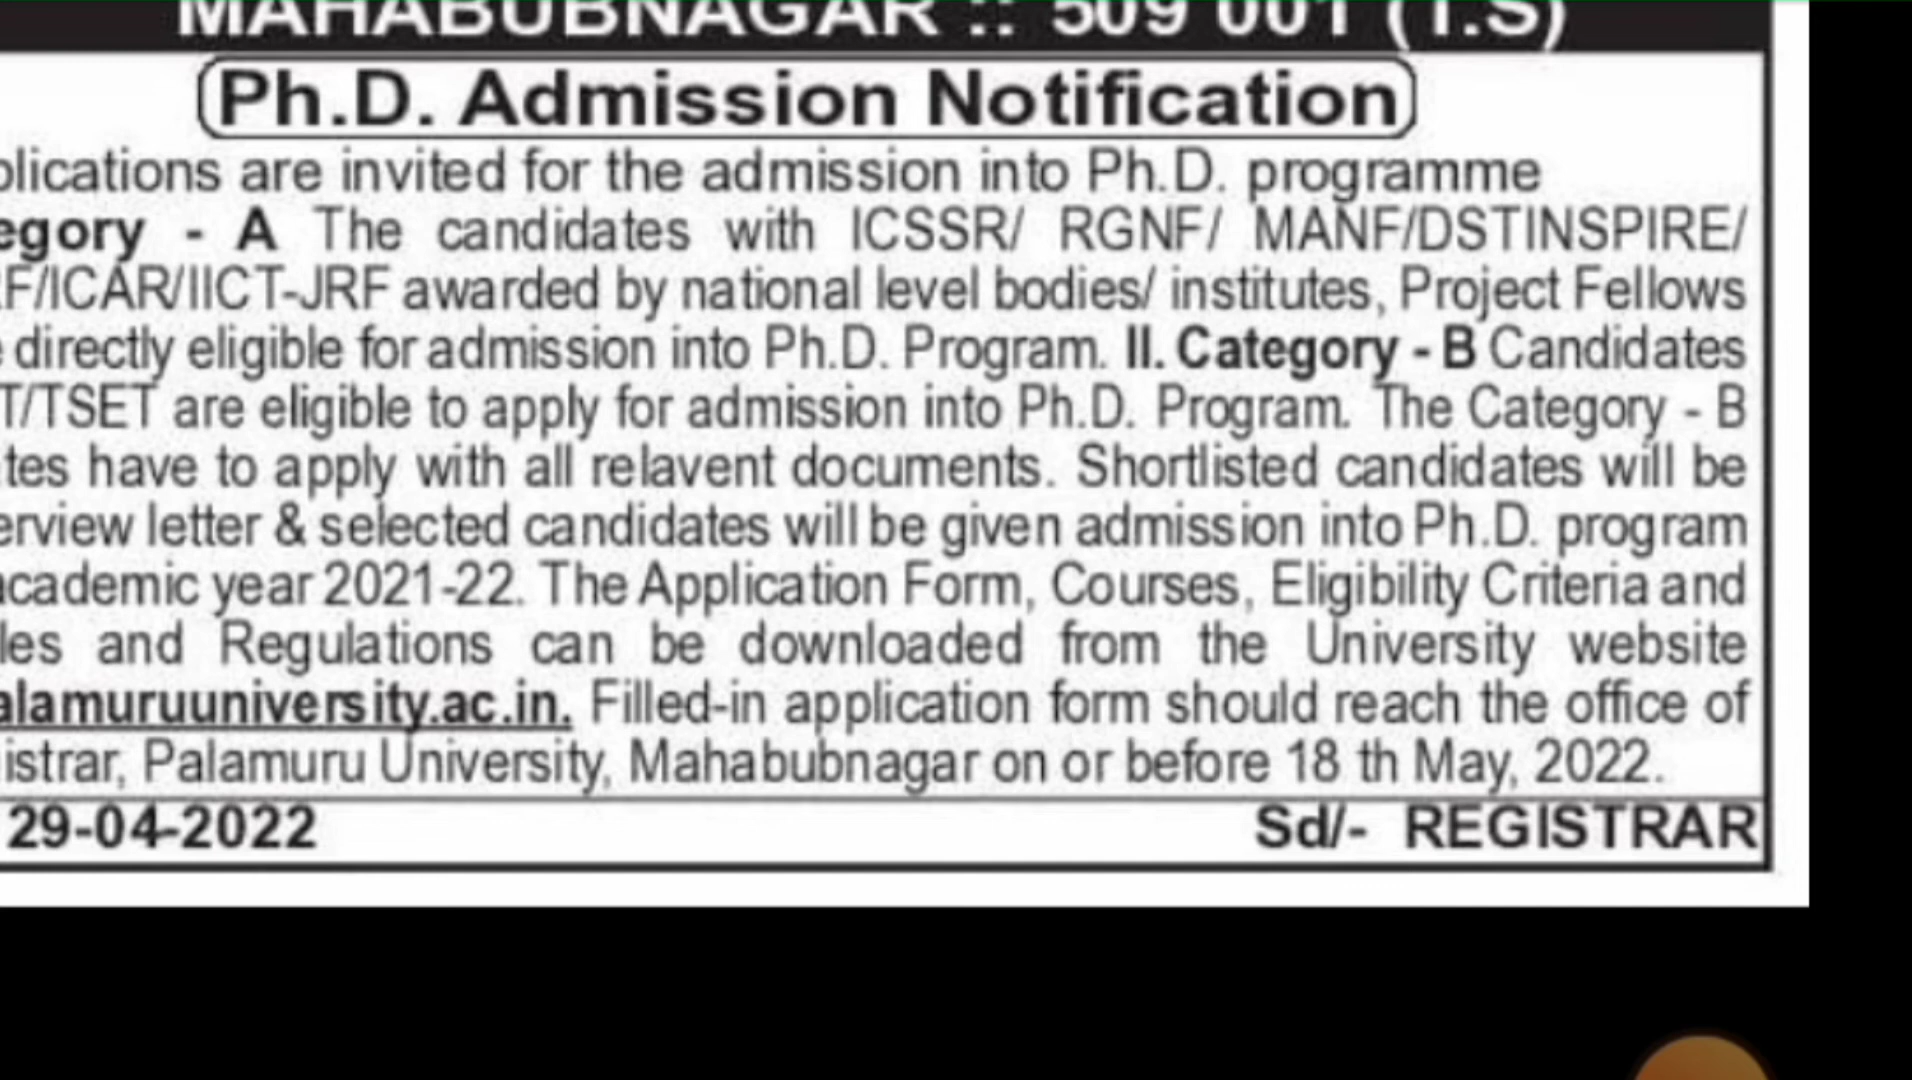 MAHABUBNAGAR :: 509 001 (T.S)
Ph.D. Admission Notification
are invited for the admission into Ph.D. programme
- A The candidates with ICSSR/ RGNF/ MANF/DSTINSPIRE/
F/ICAR/IICT-JRF awarded by national level bodies/ institutes, Project Fellows
directly eligible for admission into Ph.D. Program. II. Category - B Candidates
T/TSET are eligible to apply for admission into Ph.D. Program. The Category - B
have to apply with all relavent documents. Shortlisted candidates will be
letter & selected candidates will be given admission into Ph.D. program
academic year 2021-22. The Application Form, Courses, Eligibility Criteria and
and Regulations can be downloaded from the University website
alamuruuniversity.ac.in. Filled-in application form should reach the office of
istrar, Palamuru University, Mahabubnagar on or before 18 th May, 2022.
29-04-2022 Sd/- REGISTRAR